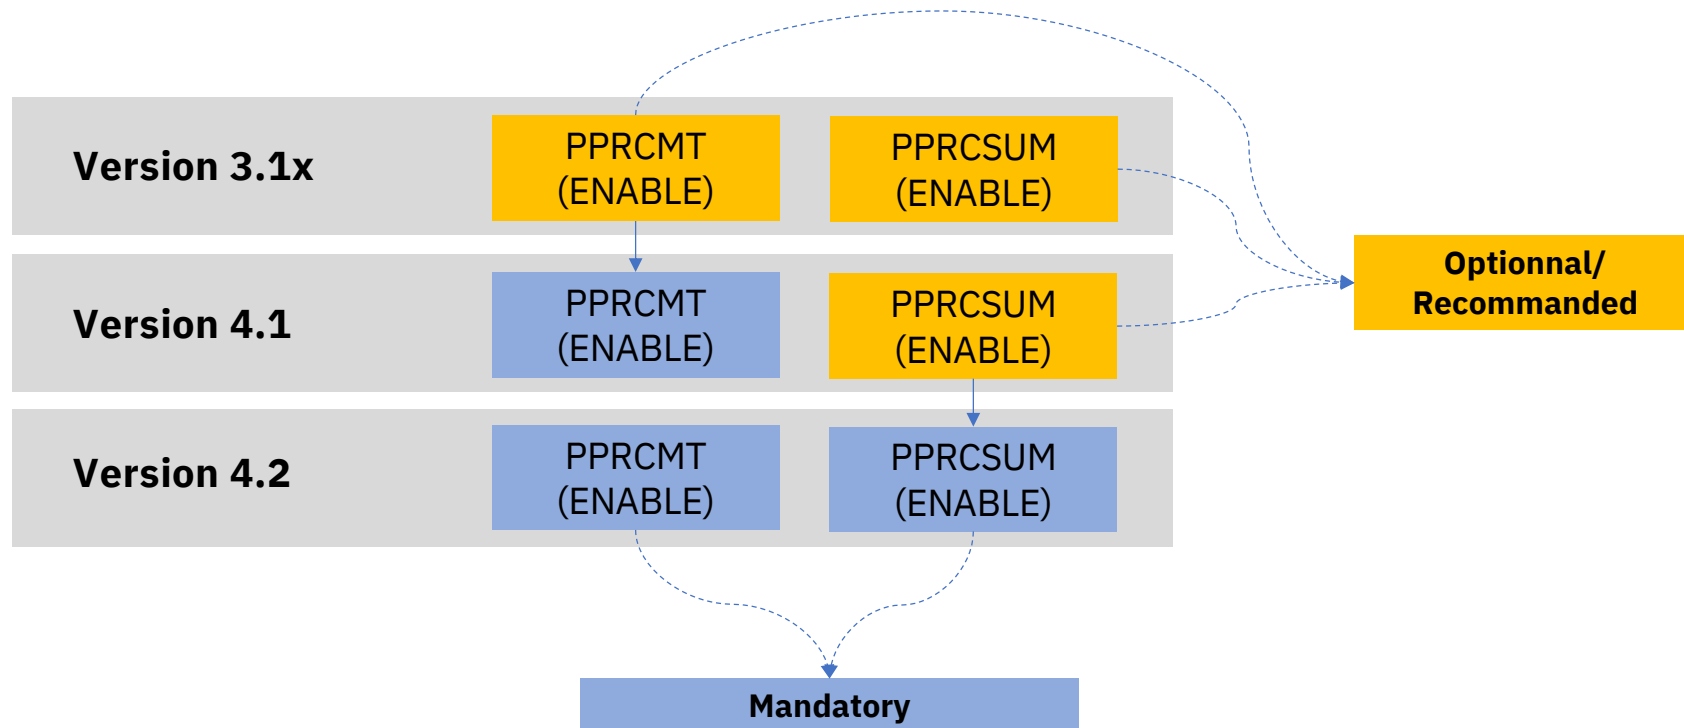 Version 3.1x
PPRCMT
(ENABLE)
PPRCSUM
(ENABLE)
Optionnal/
Recommanded
Version 4.1
PPRCMT
(ENABLE)
PPRCSUM
(ENABLE)
Version 4.2
PPRCMT
(ENABLE)
PPRCSUM
(ENABLE)
Mandatory